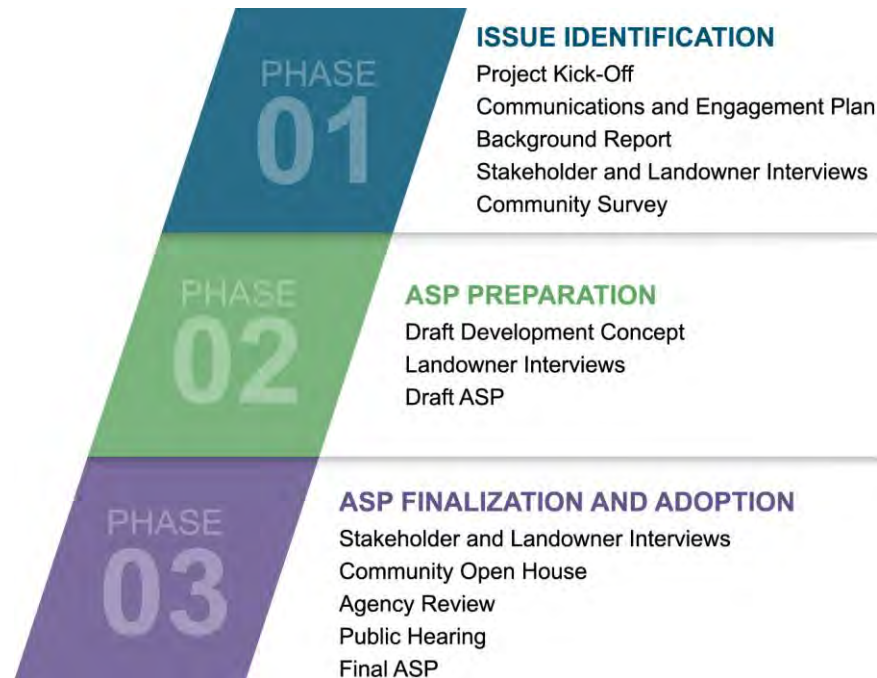 PHASE
01
ISSUE IDENTIFICATION
Project Kick-Off
Communications and Engagement Plan
Background Report
Stakeholder and Landowner Interviews
Community Survey
PHASE
02
ASP PREPARATION
Draft Development Concept
Landowner Interviews
Draft ASP
PHASE
03
ASP FINALIZATION AND ADOPTION
Stakeholder and Landowner Interviews
Community Open House
Agency Review
Public Hearing
Final ASP